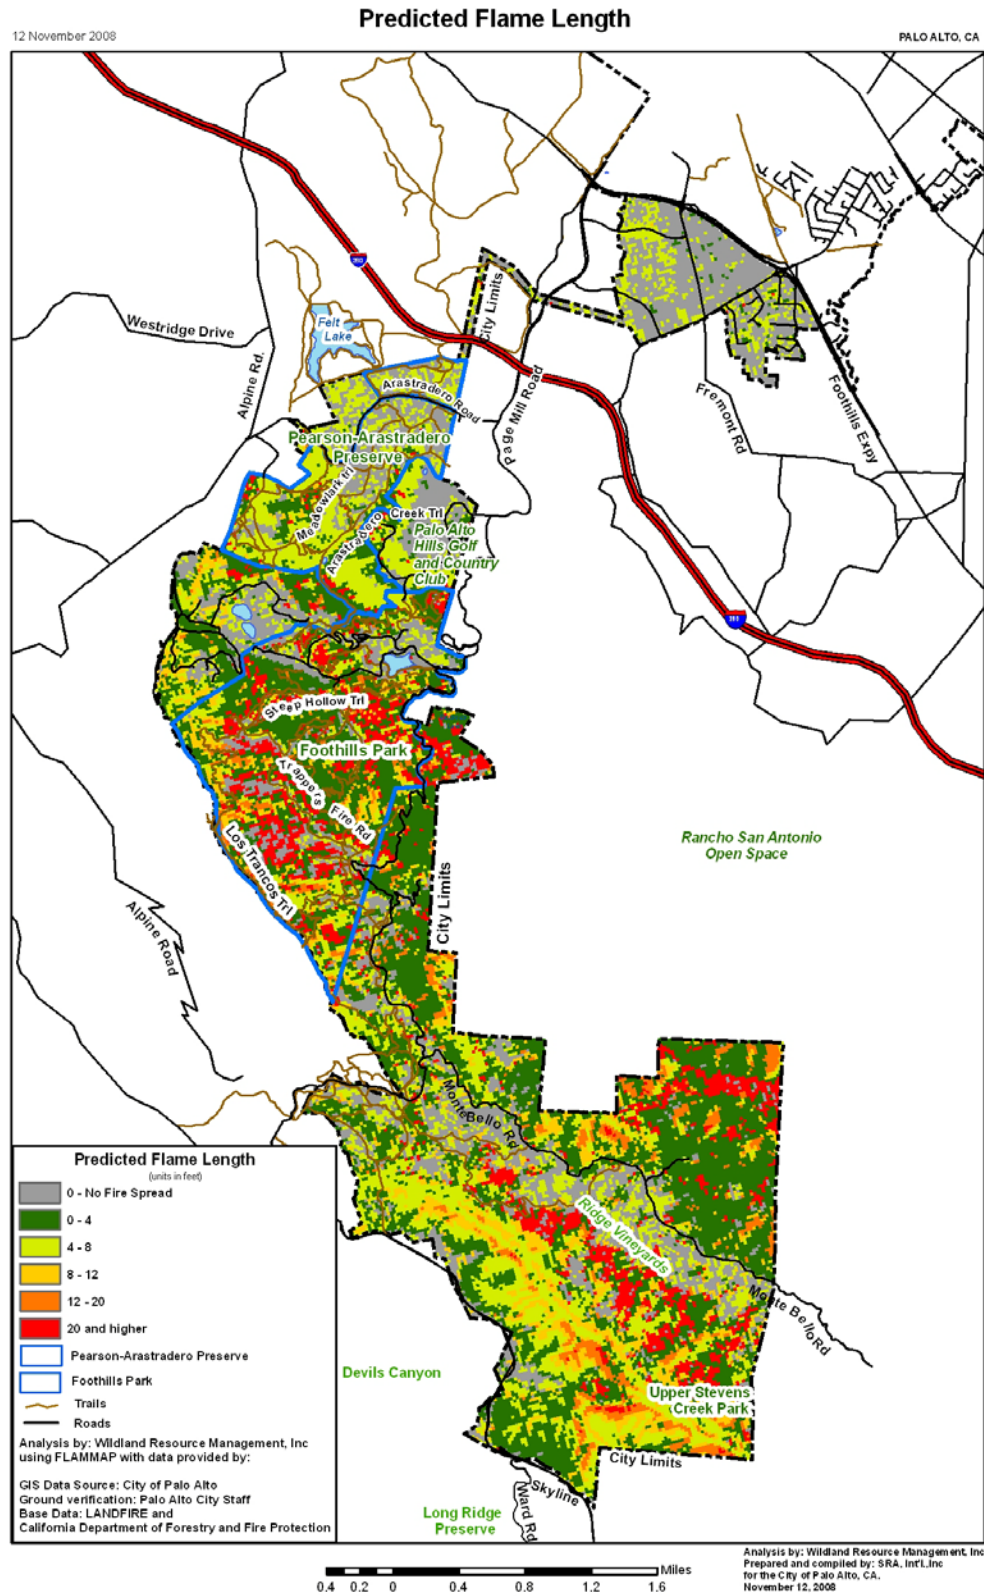 Predicted Flame Length
12 November 2008
PALO ALTO, CA
280
City Limits
Felt
Lake
Westridge Drive
Alpine Rd.
Arastradero Road
Page Mill Road
Fremont Rd
Foothills Expy
Pearson-Arastradero
Preserve
Meadowlark trl
Arastradero
Creek Trl
Palo Alto
Hills Golf
and Country
Club
Steep Hollow Trl
Foothills Park
Trappers Fire Rd
Los Trancos Trl
Alpine Road
City Limits
Rancho San Antonio
Open Space
280
Monte Bello Rd
Ridge Vineyards
Monte Bello Rd
Devils Canyon
Upper Stevens
Creek Park
City Limits
Skyline
Ward Rd
Long Ridge
Preserve
Predicted Flame Length
(units in feet)
0 - No Fire Spread
0 - 4
4 - 8
8 - 12
12 - 20
20 and higher
Pearson-Arastradero Preserve
Foothills Park
Trails
Roads
Analysis by: Wildland Resource Management, Inc
using FLAMMAP with data provided by:
GIS Data Source: City of Palo Alto
Ground verification: Palo Alto City Staff
Base Data: LANDFIRE and
California Department of Forestry and Fire Protection
Miles
0.4 0.2 0 0.4 0.8 1.2 1.6
Analysis by: Wildland Resource Management, Inc
Prepared and compiled by: SRA, Int'l.,Inc
for the City of Palo Alto, CA.
November 12, 2008